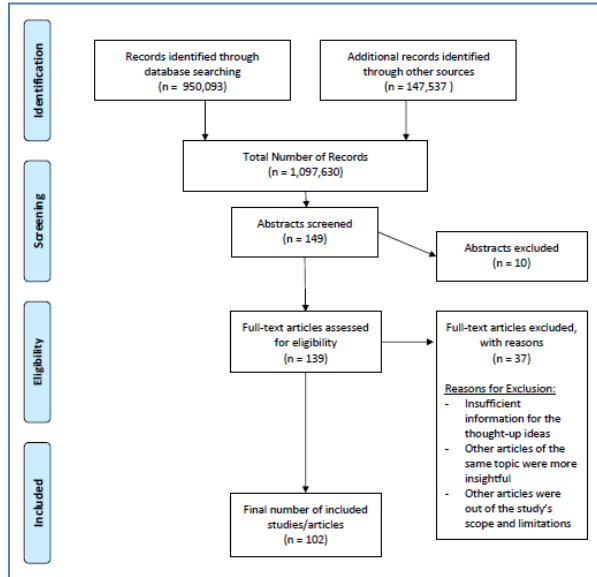 Identification
Records identified through
database searching
(n = 950,093)
Additional records identified
through other sources
(n = 147,537 )
Total Number of Records
(n = 1,097,630)
Screening
Abstracts screened
(n = 149)
Abstracts excluded
(n = 10)
Eligibility
Full-text articles assessed
for eligibility
(n = 139)
Full-text articles excluded,
with reasons
(n = 37)
Reasons for Exclusion:
- Insufficient
information for the
thought-up ideas
- Other articles of the
same topic were more
insightful
- Other articles were
out of the study's
scope and limitations
Included
Final number of included
studies/articles
(n = 102)